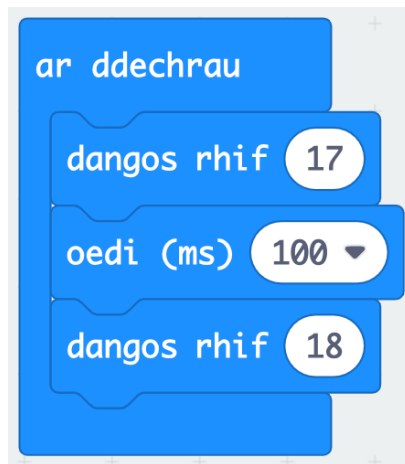 ar ddechrau
dangos rhif 17
oedi (ms) 100
dangos rhif 18